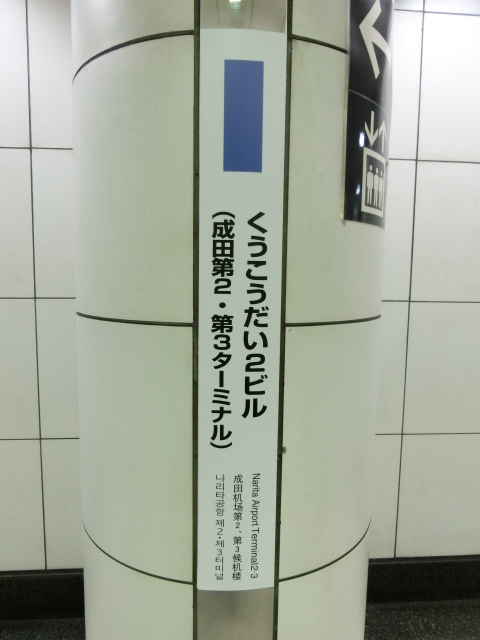 くうこうだい2ビル
(成田第2・第3ターミナル)
Narita Airport Terminal2·3
成田机场第2、第3候机楼
나리타공항 제2·제3터미널